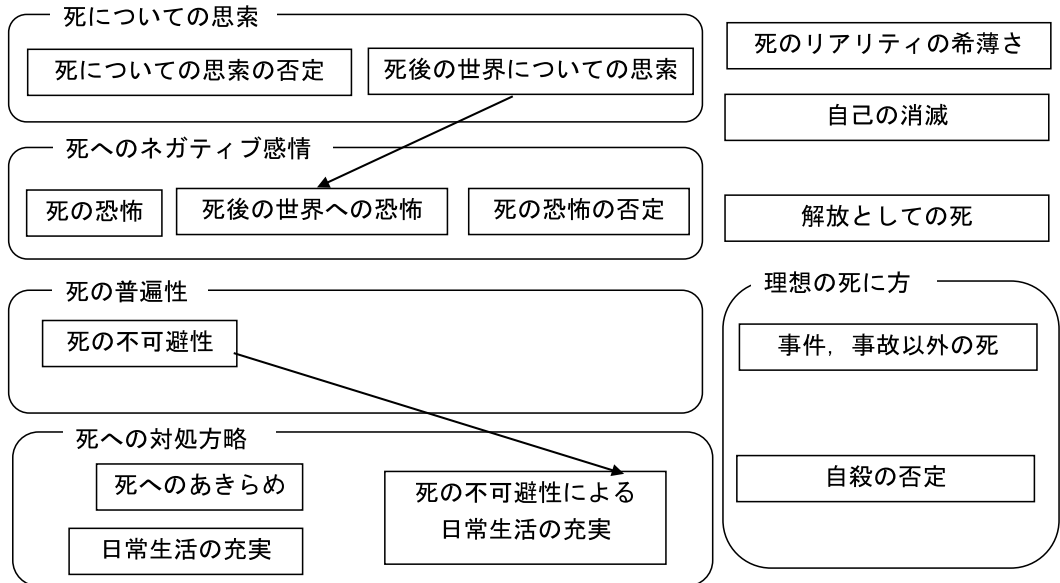 死についての思索
死についての思索の否定
死後の世界についての思索
死へのネガティブ感情
死の恐怖
死後の世界への恐怖
死の恐怖の否定
死の普遍性
死の不可避性
死への対処方略
死へのあきらめ
日常生活の充実
死の不可避性による
日常生活の充実
死のリアリティの希薄さ
自己の消滅
解放としての死
理想の死に方
事件，事故以外の死
自殺の否定